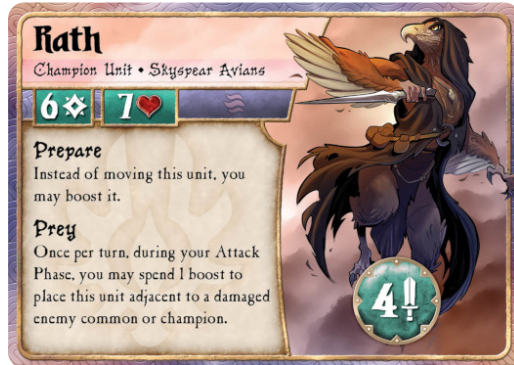 Rath
Champion Unit • Skyspear Avians
6 7
Prepare
Instead of moving this unit, you
may boost it.
Prey
Once per turn, during your Attack
Phase, you may spend 1 boost to
place this unit adjacent to a damaged
enemy common or champion.
4